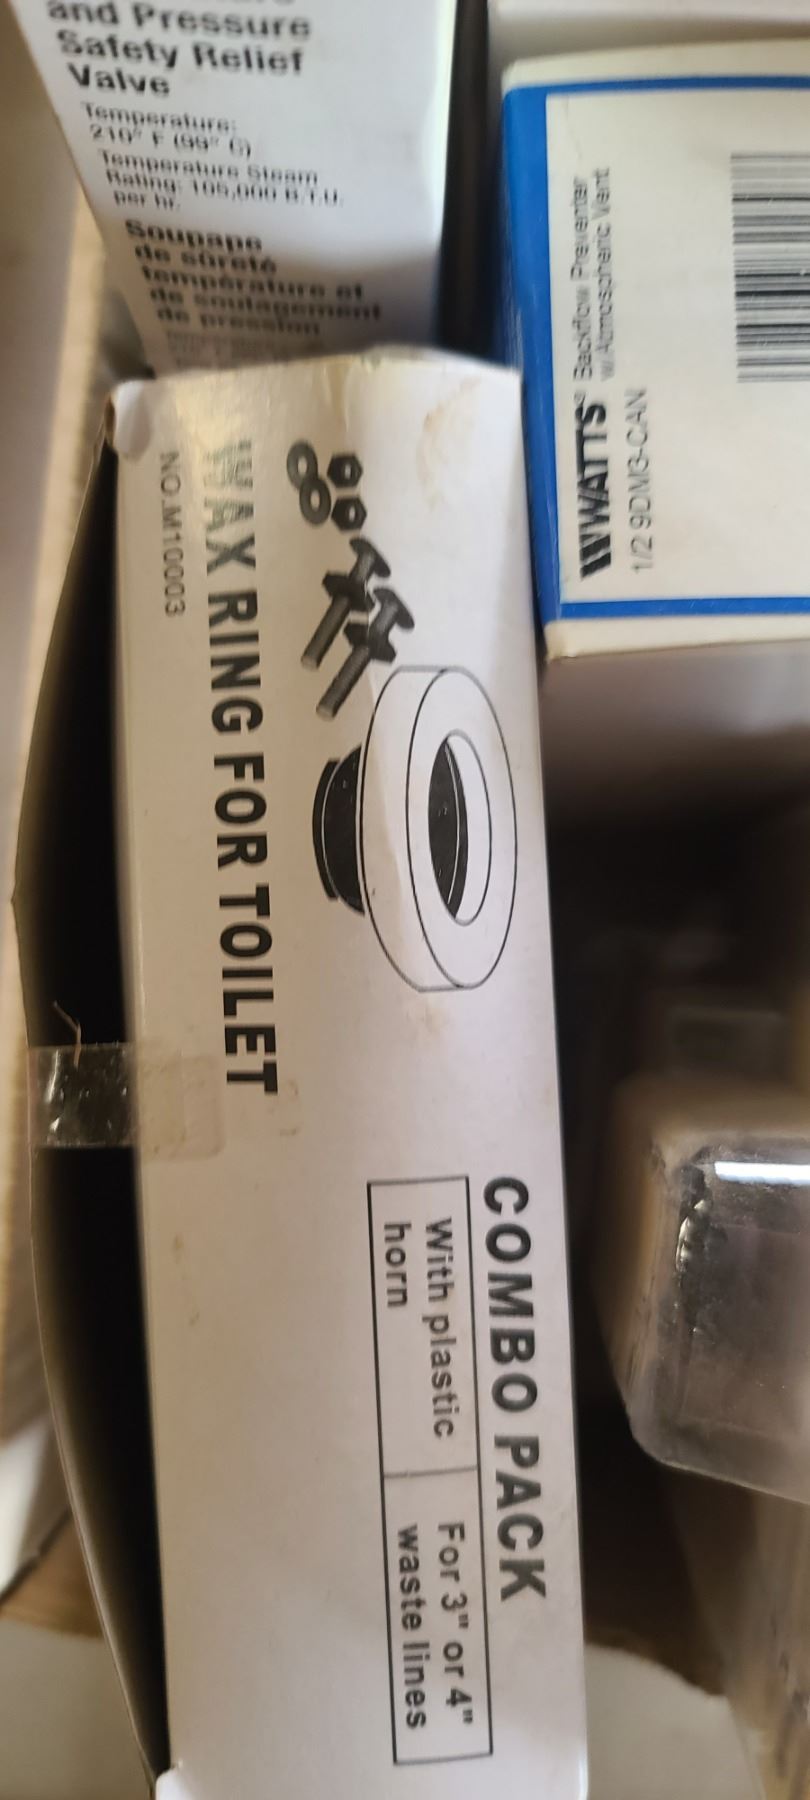 and Pressure
Safety Relief
Valve
Temperature:
210° F (99° C)
Temperature Steam
Rating: 105,000 B.T.U.
per hr.
Soupape
de sûreté
température et
de soulagement
de pression
WATTS® Backflow Preventer
w/Atmospheric Vent
1/2 9DMG-CAN
COMBO PACK
With plastic
horn
For 3" or 4"
waste lines
WAX RING FOR TOILET
NO.M10003